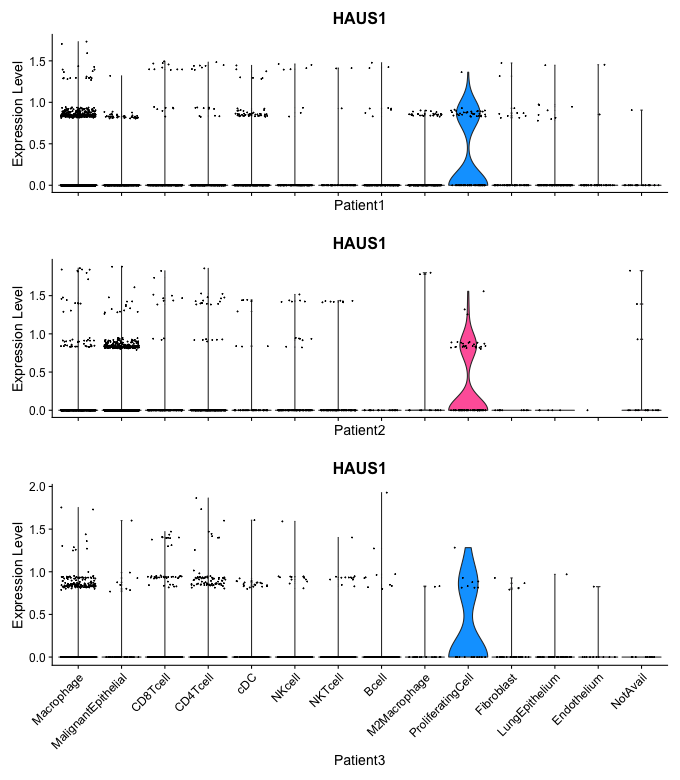 HAUS1
Expression Level
1.5
1.0
0.5
0.0
Patient1
HAUS1
Expression Level
1.5
1.0
0.5
0.0
Patient2
HAUS1
Expression Level
2.0
1.5
1.0
0.5
0.0
Macrophage
MalignantEpithelial
CD8Tcell
CD4Tcell
cDC
NKcell
NKTcell
Bcell
M2Macrophage
ProliferatingCell
Fibroblast
LungEpithelium
Endothelium
NotAvail
Patient3